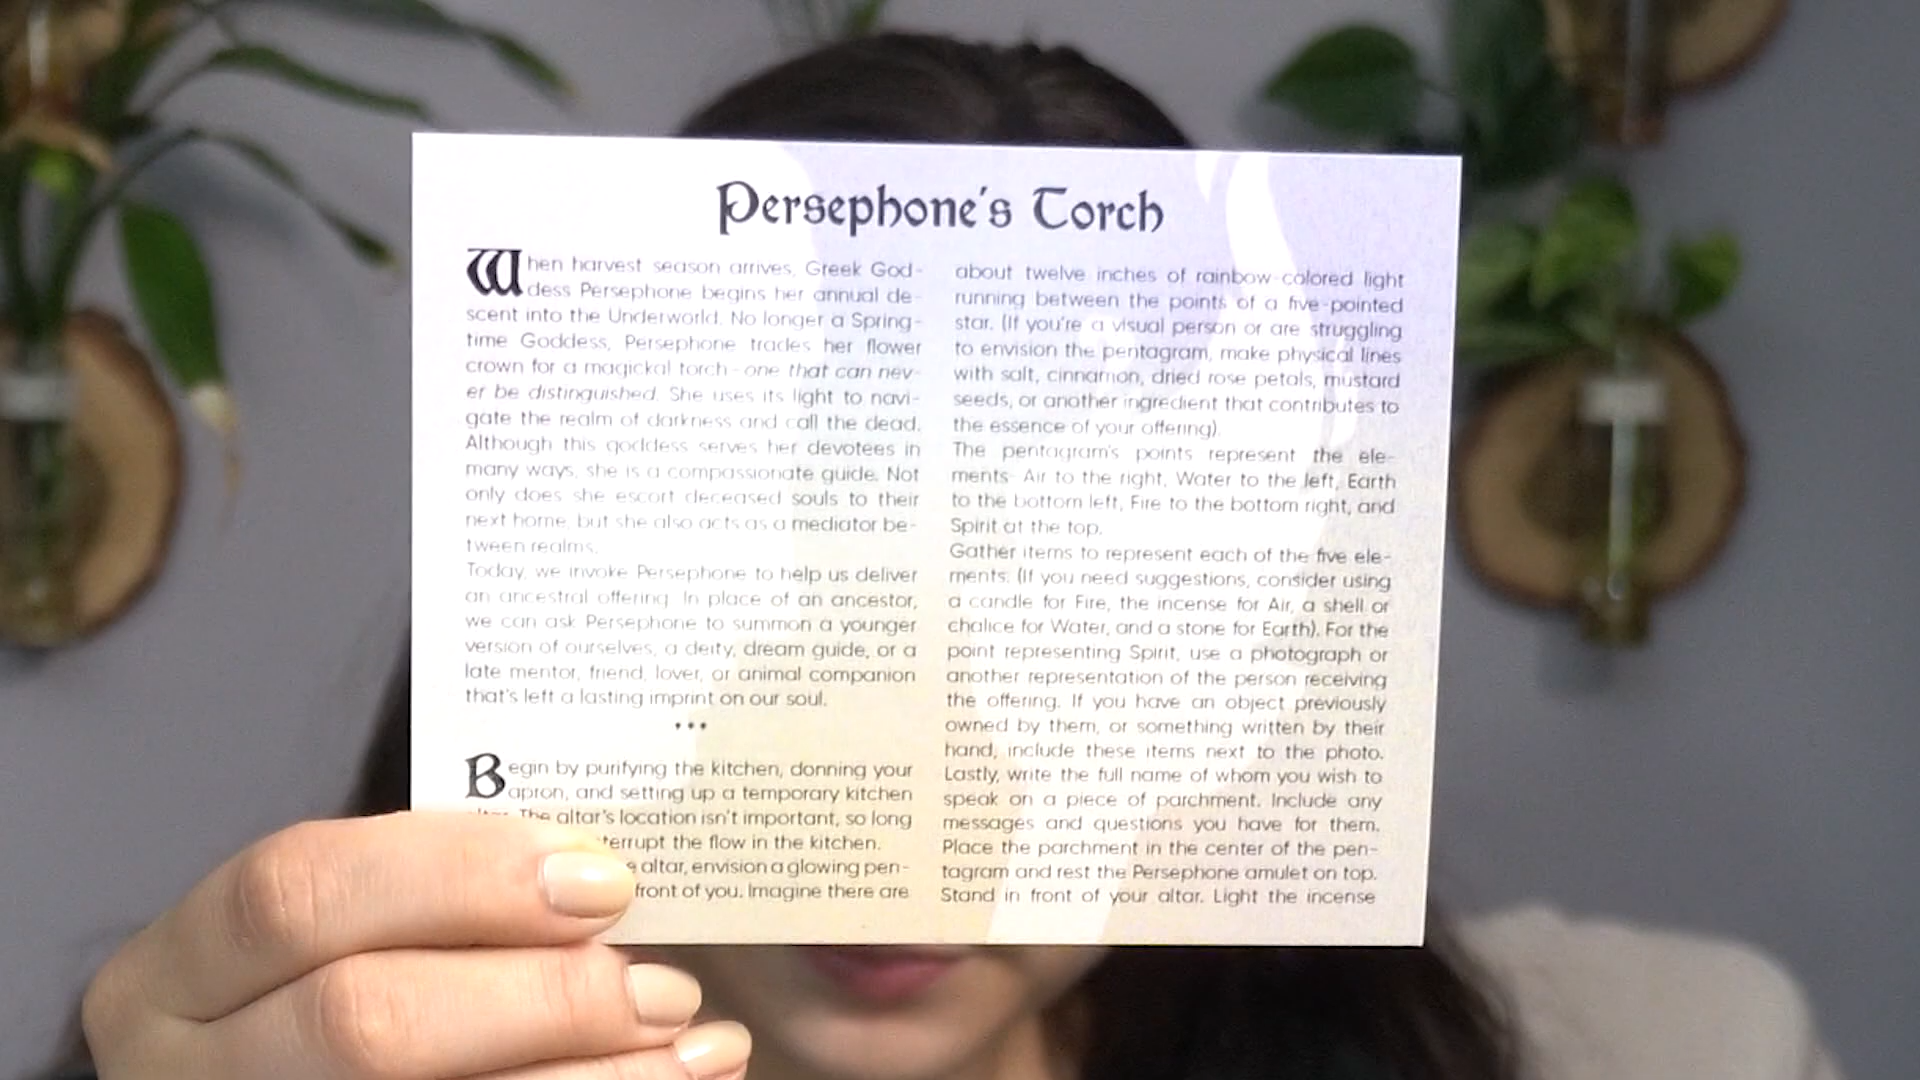 Persephone's Torch
When harvest season arrives, Greek God-
dess Persephone begins her annual de-
scent into the Underworld. No longer a Spring-
time Goddess, Persephone trades her flower
crown for a magickal torch - one that can nev-
er be distinguished. She uses its light to navi-
gate the realm of darkness and call the dead.
Although this goddess serves her devotees in
many ways, she is a compassionate guide. Not
only does she escort deceased souls to their
next home, but she also acts as a mediator be-
tween realms.
Today, we invoke Persephone to help us deliver
an ancestral offering. In place of an ancestor,
we can ask Persephone to summon a younger
version of ourselves, a deity, dream guide, or a
late mentor, friend, lover, or animal companion
that's left a lasting imprint on our soul.
•••
Begin by purifying the kitchen, donning your
apron, and setting up a temporary kitchen
The altar's location isn't important, so long
terrupt the flow in the kitchen.
e altar, envision a glowing pen-
front of you. Imagine there are
about twelve inches of rainbow-colored light
running between the points of a five-pointed
star. (If you're a visual person or are struggling
to envision the pentagram, make physical lines
with salt, cinnamon, dried rose petals, mustard
seeds, or another ingredient that contributes to
the essence of your offering).
The pentagram's points represent the ele-
ments- Air to the right, Water to the left, Earth
to the bottom left, Fire to the bottom right, and
Spirit at the top.
Gather items to represent each of the five ele-
ments. (If you need suggestions, consider using
a candle for Fire, the incense for Air, a shell or
chalice for Water, and a stone for Earth). For the
point representing Spirit, use a photograph or
another representation of the person receiving
the offering. If you have an object previously
owned by them, or something written by their
hand, include these items next to the photo.
Lastly, write the full name of whom you wish to
speak on a piece of parchment. Include any
messages and questions you have for them.
Place the parchment in the center of the pen-
tagram and rest the Persephone amulet on top.
Stand in front of your altar. Light the incense